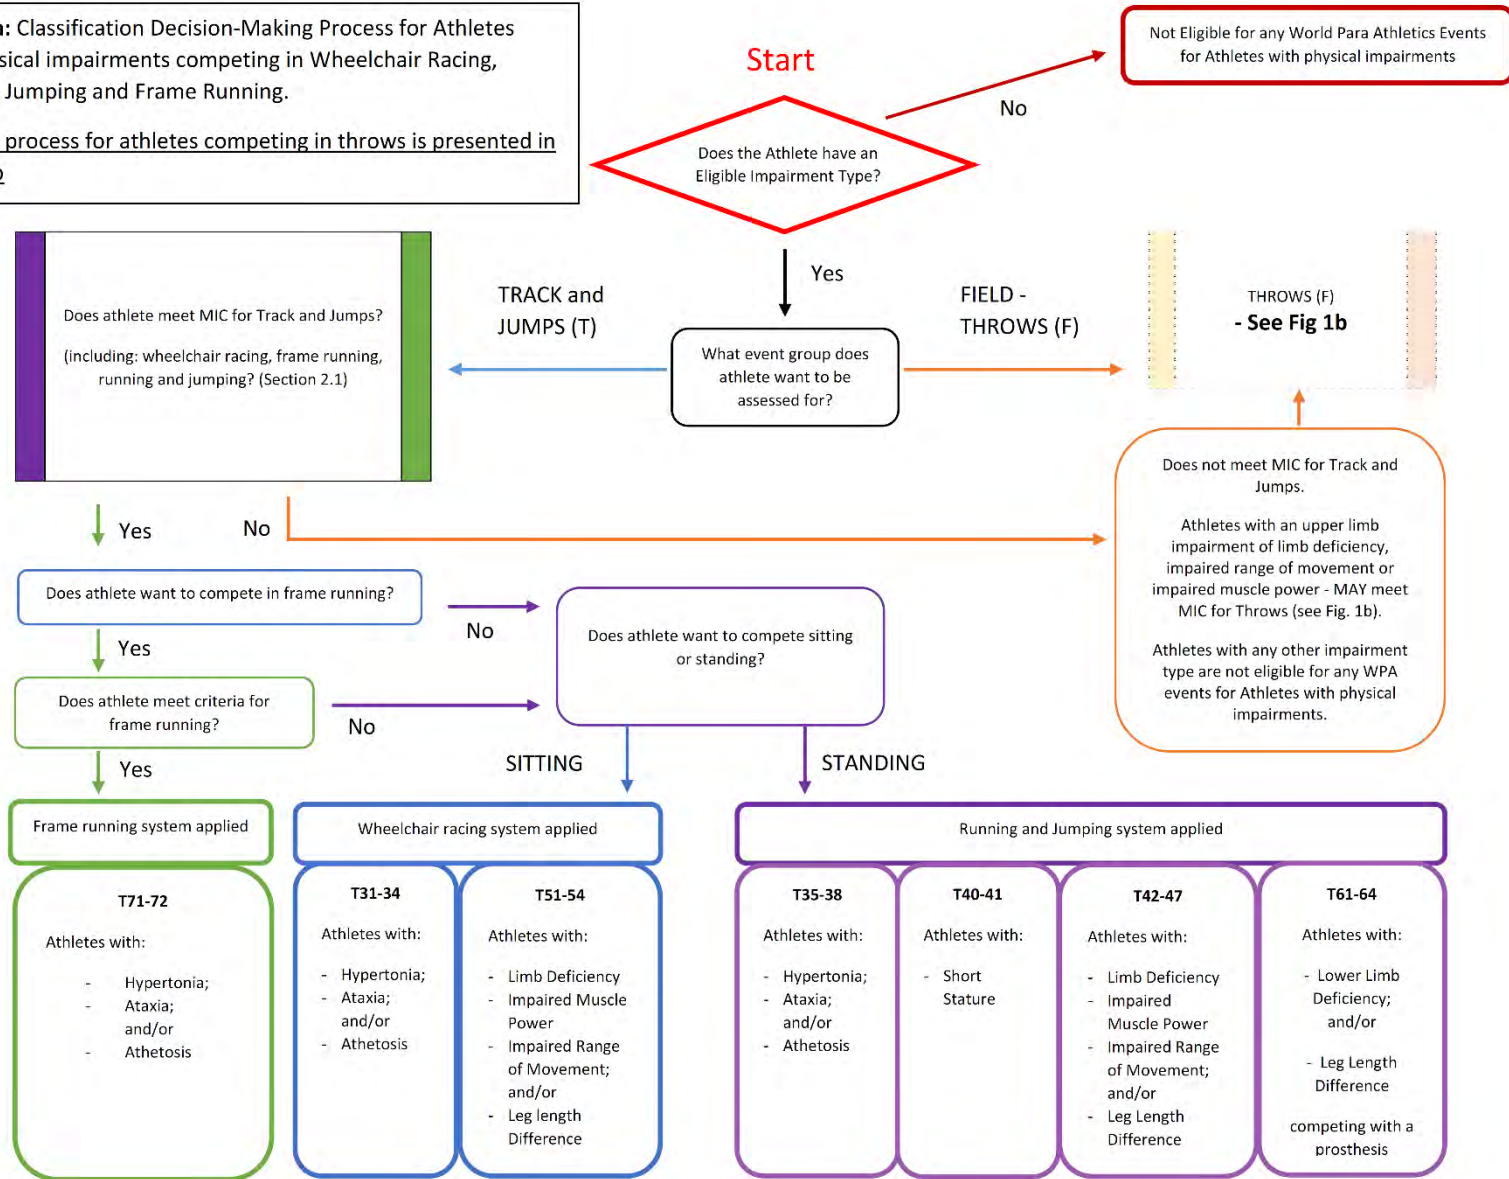 Classification Decision-Making Process for Athletes
impairments competing in Wheelchair Racing,
Jumping and Frame Running.
process for athletes competing in throws is presented in
Start
Not Eligible for any World Para Athletics Events
for Athletes with physical impairments
No
Does the Athlete have an
Eligible Impairment Type?
Yes
Does athlete meet MIC for Track and Jumps?
(including: wheelchair racing, frame running,
running and jumping? (Section 2.1)
TRACK and
JUMPS (T)
What event group does
athlete want to be
assessed for?
FIELD -
THROWS (F)
THROWS (F)
- See Fig 1b
Does not meet MIC for Track and
Jumps.
Athletes with an upper limb
impairment of limb deficiency,
impaired range of movement or
impaired muscle power - MAY meet
MIC for Throws (see Fig. 1b).
Athletes with any other impairment
type are not eligible for any WPA
events for Athletes with physical
impairments.
Yes
No
Does athlete want to compete in frame running?
No
Does athlete want to compete sitting
or standing?
Yes
Does athlete meet criteria for
frame running?
No
Yes
SITTING
STANDING
Frame running system applied
Wheelchair racing system applied
Running and Jumping system applied
T71-72
Athletes with:
- Hypertonia;
- Ataxia;
and/or
- Athetosis
T31-34
Athletes with:
- Hypertonia;
- Ataxia;
and/or
- Athetosis
T51-54
Athletes with:
- Limb Deficiency
- Impaired Muscle
Power
- Impaired Range
of Movement;
and/or
- Leg length
Difference
T35-38
Athletes with:
- Hypertonia;
- Ataxia;
and/or
- Athetosis
T40-41
Athletes with:
- Short
Stature
T42-47
Athletes with:
- Limb Deficiency
- Impaired
Muscle Power
- Impaired Range
of Movement;
and/or
- Leg Length
Difference
T61-64
Athletes with:
- Lower Limb
Deficiency;
and/or
- Leg Length
Difference
competing with a
prosthesis